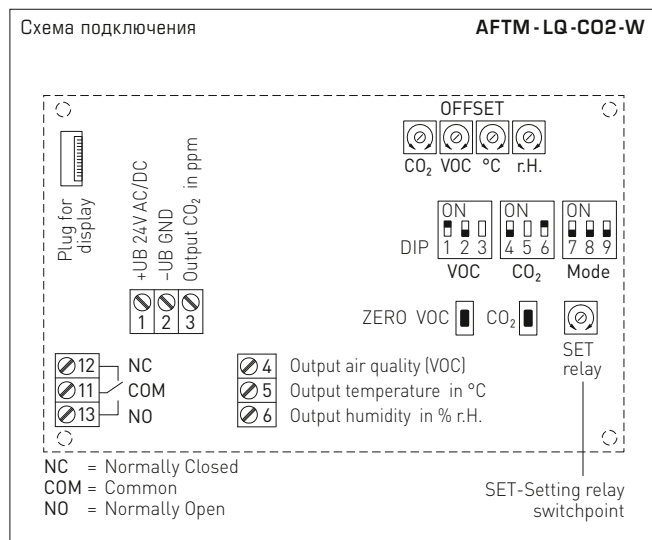 Схема подключения
AFTM - LQ - CO2 - W
OFFSET
CO₂ VOC °C r.H.
Plug for
display
+UB 24V AC/DC
–UB GND
Output CO₂ in ppm
1 2 3
ON ON ON
DIP 1 2 3 4 5 6 7 8 9
VOC CO₂ Mode
ZERO VOC CO₂
SET
relay
12 NC
11 COM
13 NO
4 Output air quality (VOC)
5 Output temperature in °C
6 Output humidity in % r.H.
NC = Normally Closed
COM = Common
NO = Normally Open
SET-Setting relay
switchpoint